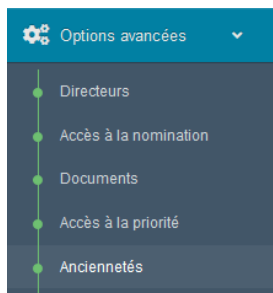 Options avancées
Directeurs
Accès à la nomination
Documents
Accès à la priorité
Anciennetés